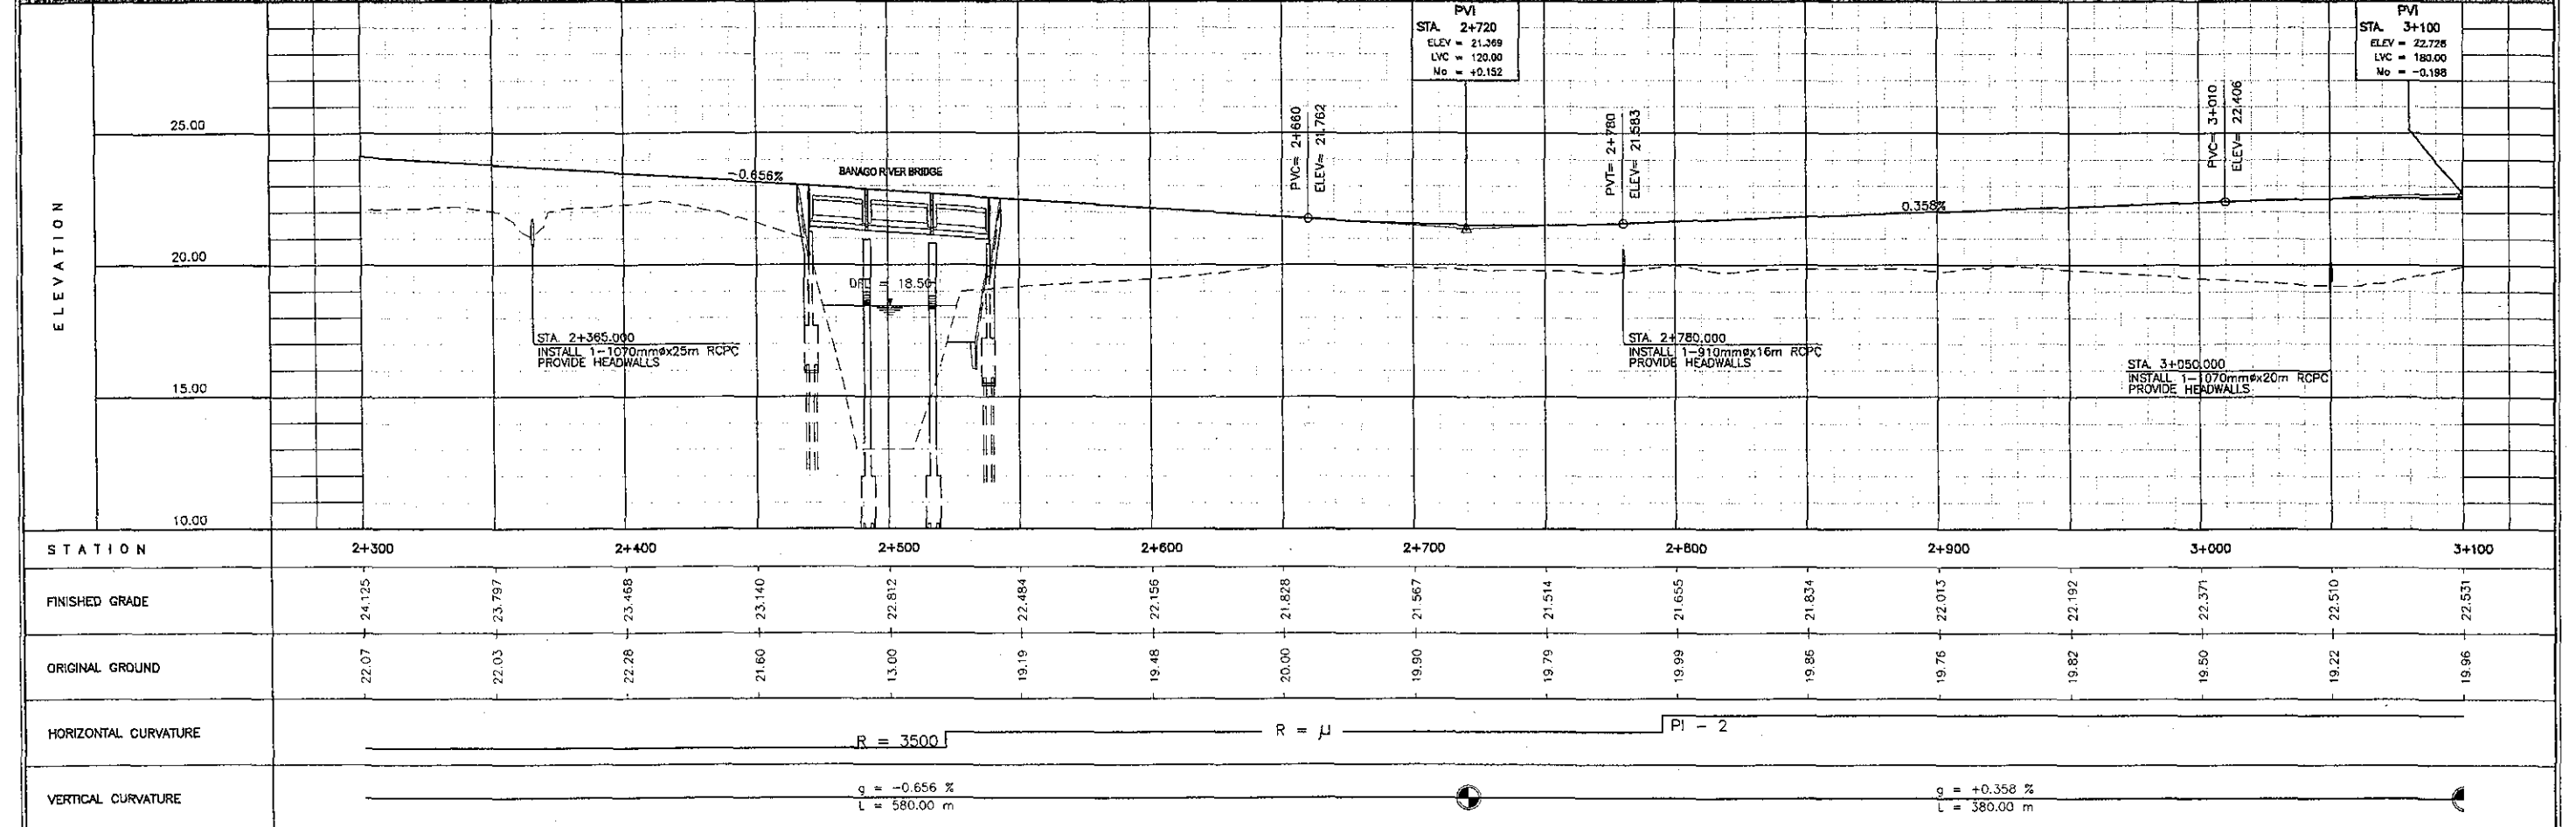 PVI
STA. 2+720
ELEV = 21.369
LVC = 120.00
Mo = +0.152
PVI
STA. 3+100
ELEV = 22.726
LVC = 180.00
Mo = -0.198
ELEVATION
25.00
20.00
15.00
10.00
-0.656%
BANAGO RIVER BRIDGE
PVC= 2+660
ELEV= 21.762
PVT= 2+780
ELEV= 21.583
0.358%
PVC= 3+010
ELEV= 22.406
= 18.50
STA. 2+365.000
INSTALL 1-1070mmøx25m RCPC
PROVIDE HEADWALLS
STA. 2+780.000
INSTALL 1-910mmøx16m RCPC
PROVIDE HEADWALLS
STA. 3+050.000
INSTALL 1-1070mmøx20m RCPC
PROVIDE HEADWALLS
STATION 2+300 2+400 2+500 2+600 2+700 2+800 2+900 3+000 3+100
FINISHED GRADE 24.125 23.797 23.468 23.140 22.812 22.484 22.156 21.828 21.567 21.514 21.655 21.834 22.013 22.192 22.371 22.510 22.531
ORIGINAL GROUND 22.07 22.03 22.28 21.60 13.00 19.19 19.48 20.00 19.90 19.79 19.99 19.86 19.76 19.82 19.50 19.22 19.96
HORIZONTAL CURVATURE R = 3500 R = µ PI - 2
VERTICAL CURVATURE
g = -0.656 %
L = 580.00 m
g = +0.358 %
L = 380.00 m